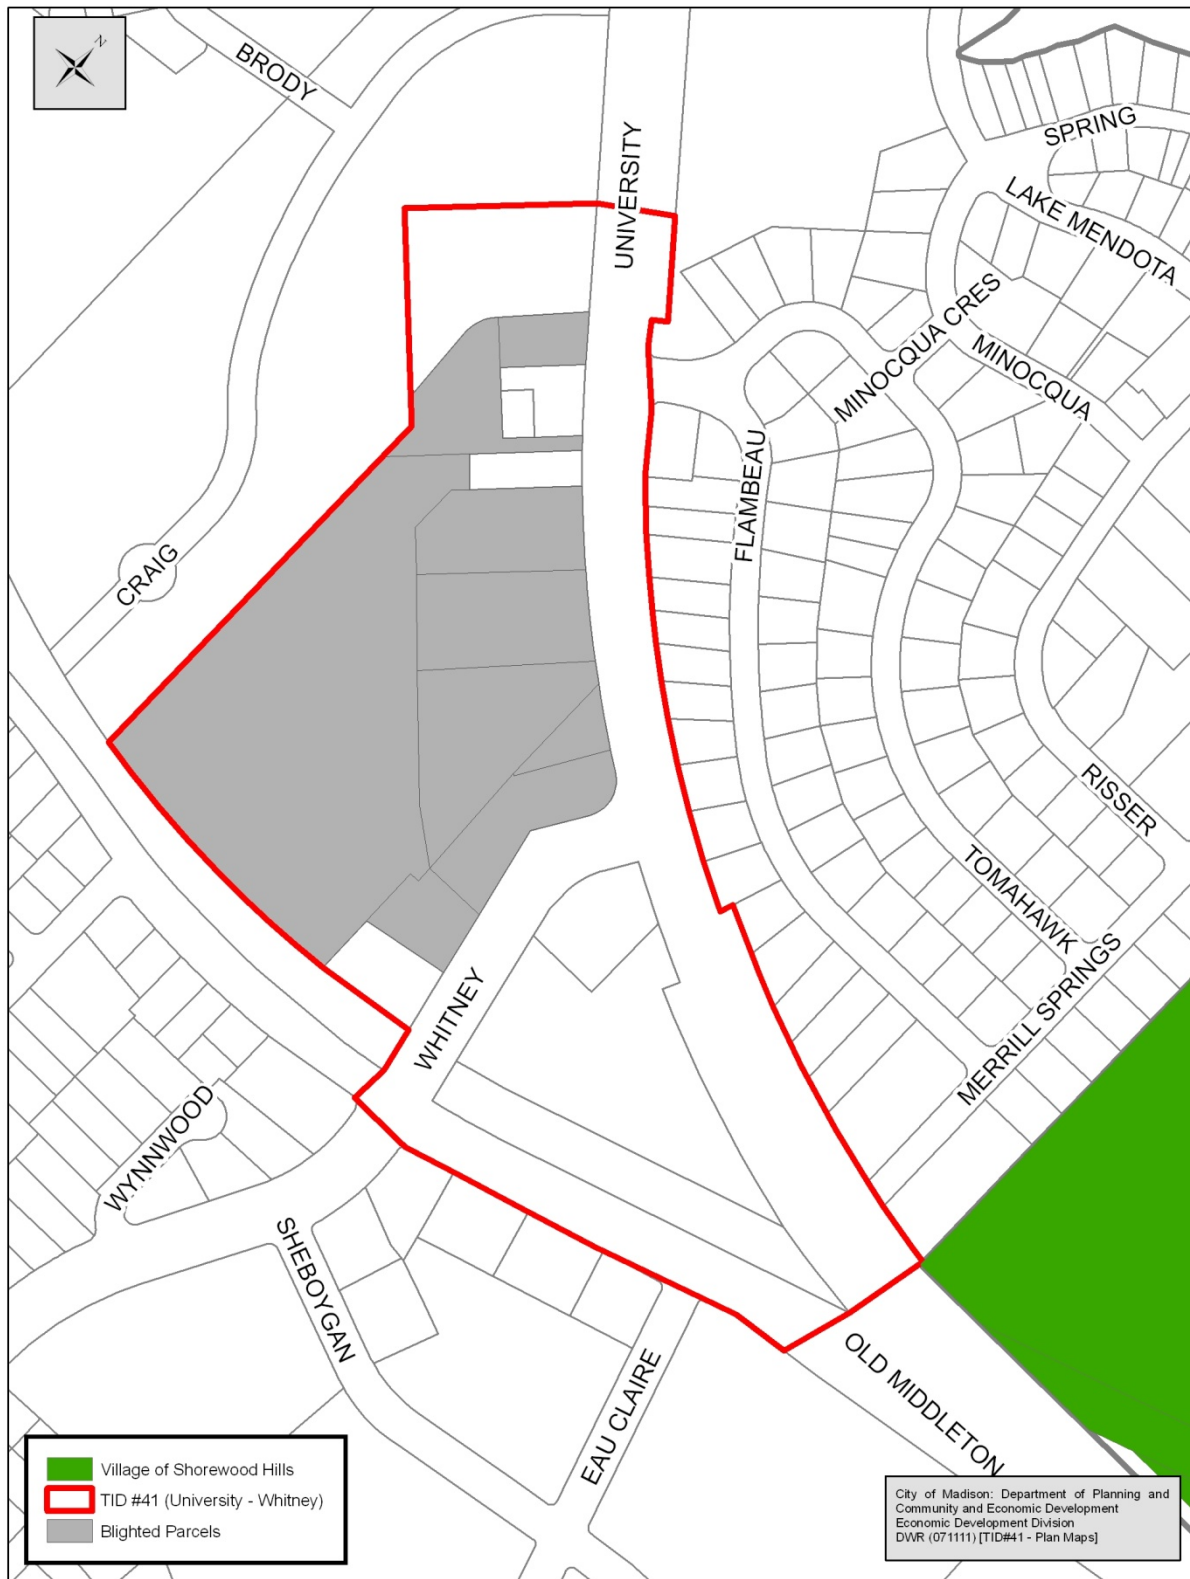 N
BRODY
UNIVERSITY
SPRING
LAKE MENDOTA
MINOCQUA CRES
MINOCQUA
FLAMBEAU
CRAIG
RISSER
TOMAHAWK
MERRILL SPRINGS
WHITNEY
WYNNWOOD
SHEBOYGAN
EAU CLAIRE
OLD MIDDLETON
Village of Shorewood Hills
TID #41 (University - Whitney)
Blighted Parcels
City of Madison: Department of Planning and
Community and Economic Development
Economic Development Division
DWR (071111) [TID#41 - Plan Maps]